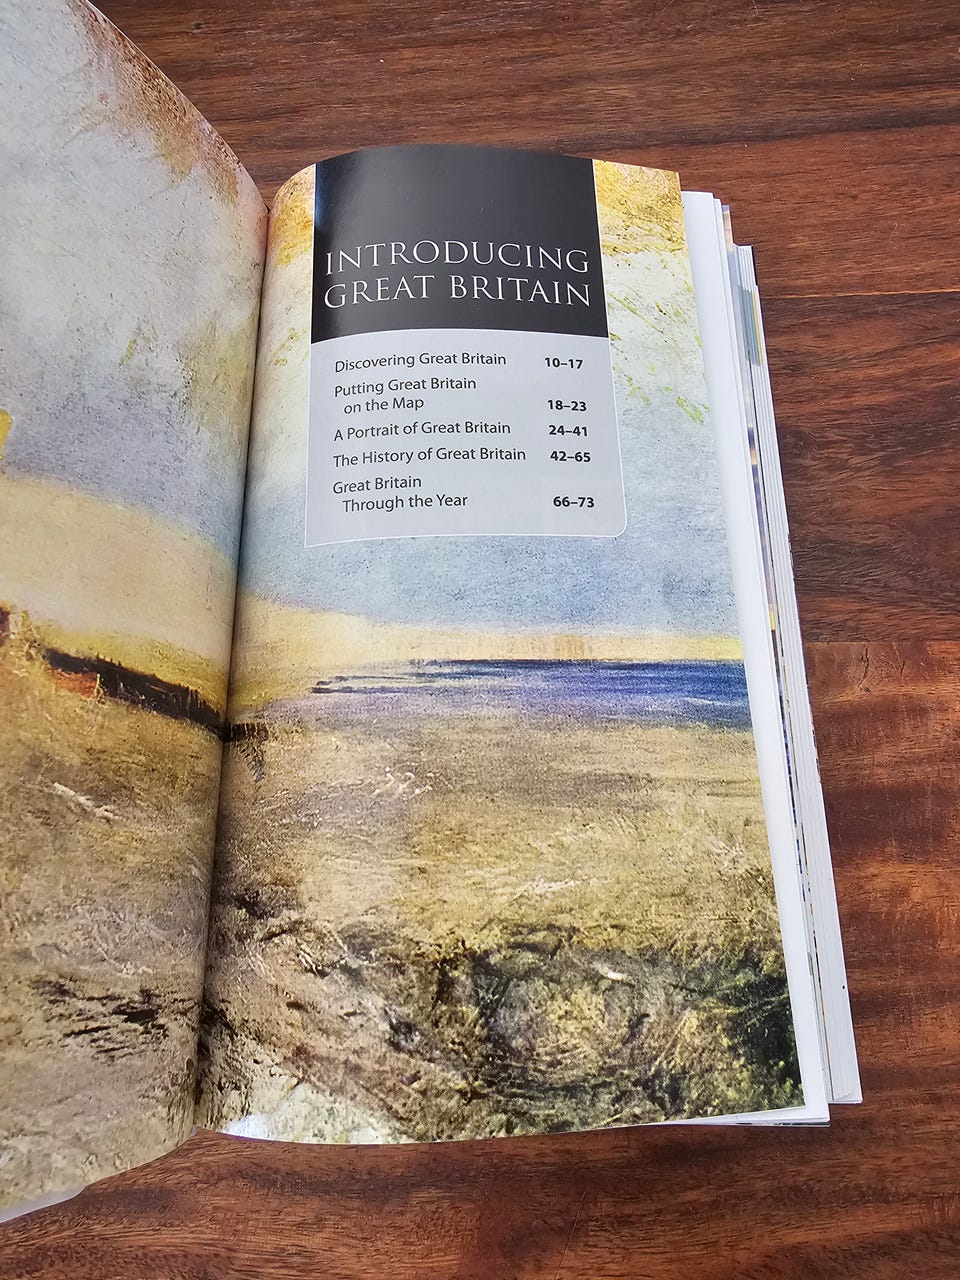 INTRODUCING
GREAT BRITAIN
Discovering Great Britain 10–17
Putting Great Britain
on the Map 18–23
A Portrait of Great Britain 24–41
The History of Great Britain 42–65
Great Britain
Through the Year 66–73